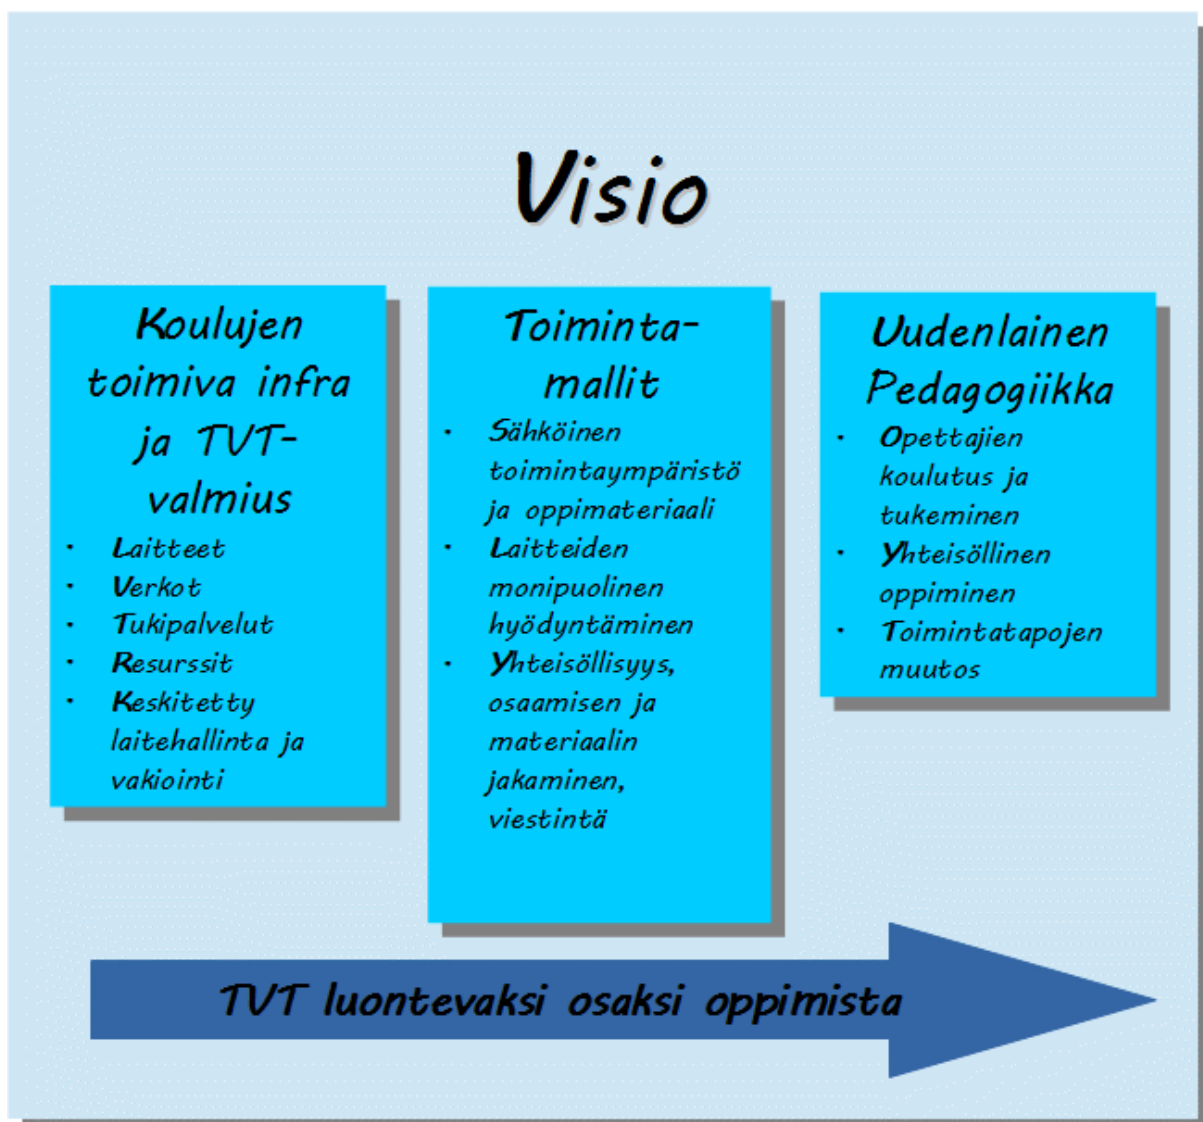 Visio
Koulujen
toimiva infra
ja TVT-
valmius
• Laitteet
• Verkot
• Tukipalvelut
• Resurssit
• Keskitetty
laitehallinta ja
vakiointi
Toiminta-
mallit
• Sähköinen
toimintaympäristö
ja oppimateriaali
• Laitteiden
monipuolinen
hyödyntäminen
• Yhteisöllisyys,
osaamisen ja
materiaalin
jakaminen,
viestintä
Uudenlainen
Pedagogiikka
• Opettajien
koulutus ja
tukeminen
• Yhteisöllinen
oppiminen
• Toimintatapojen
muutos
TVT luontevaksi osaksi oppimista